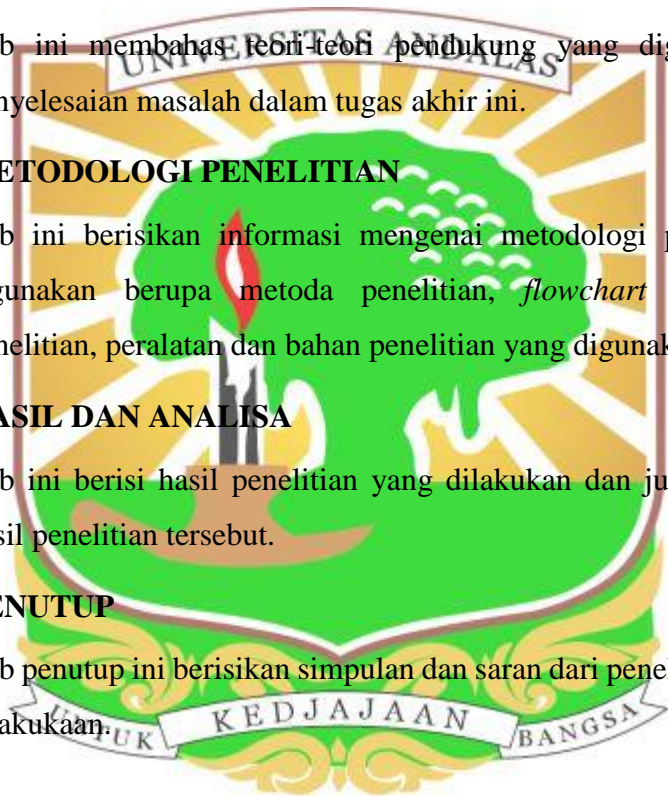 UNIVERSITAS ANDALAS
b ini membahas teori-teori pendukung yang dig
nyelesaian masalah dalam tugas akhir ini.
ETODOLOGI PENELITIAN
b ini berisikan informasi mengenai metodologi p
gunakan berupa metoda penelitian, flowchart
nelitian, peralatan dan bahan penelitian yang digunak
ASIL DAN ANALISA
b ini berisi hasil penelitian yang dilakukan dan ju
sil penelitian tersebut.
ENUTUP
b penutup ini berisikan simpulan dan saran dari pene
akukaan.
UNTUK KEDJAJAAN BANGSA